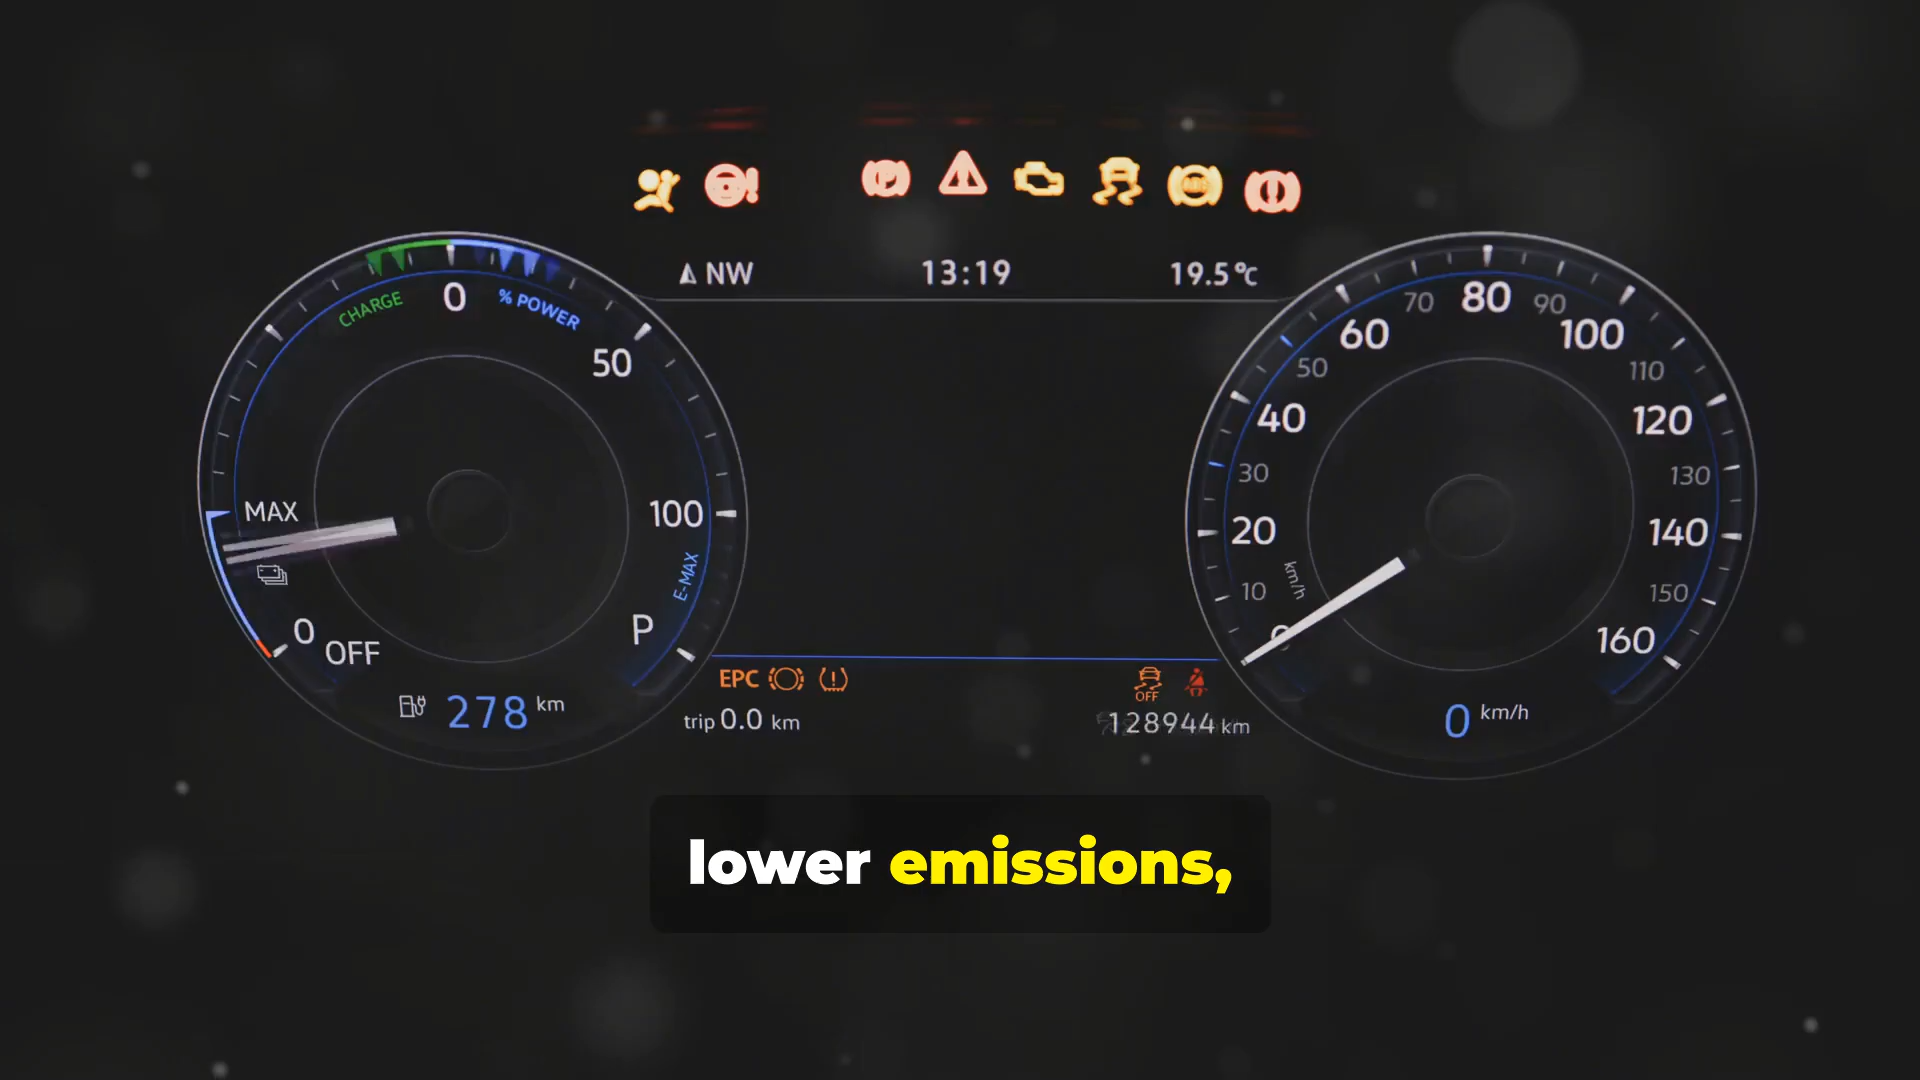 NW 13:19 19.5°C
CHARGE 0 % POWER
50
100
E-MAX
MAX
0
OFF
P
278 km
EPC
OFF
trip 0.0 km
128944 km
0
10
20
30
40
50
60
70
80
90
100
110
120
130
140
150
160
km/h
0 km/h
lower emissions,